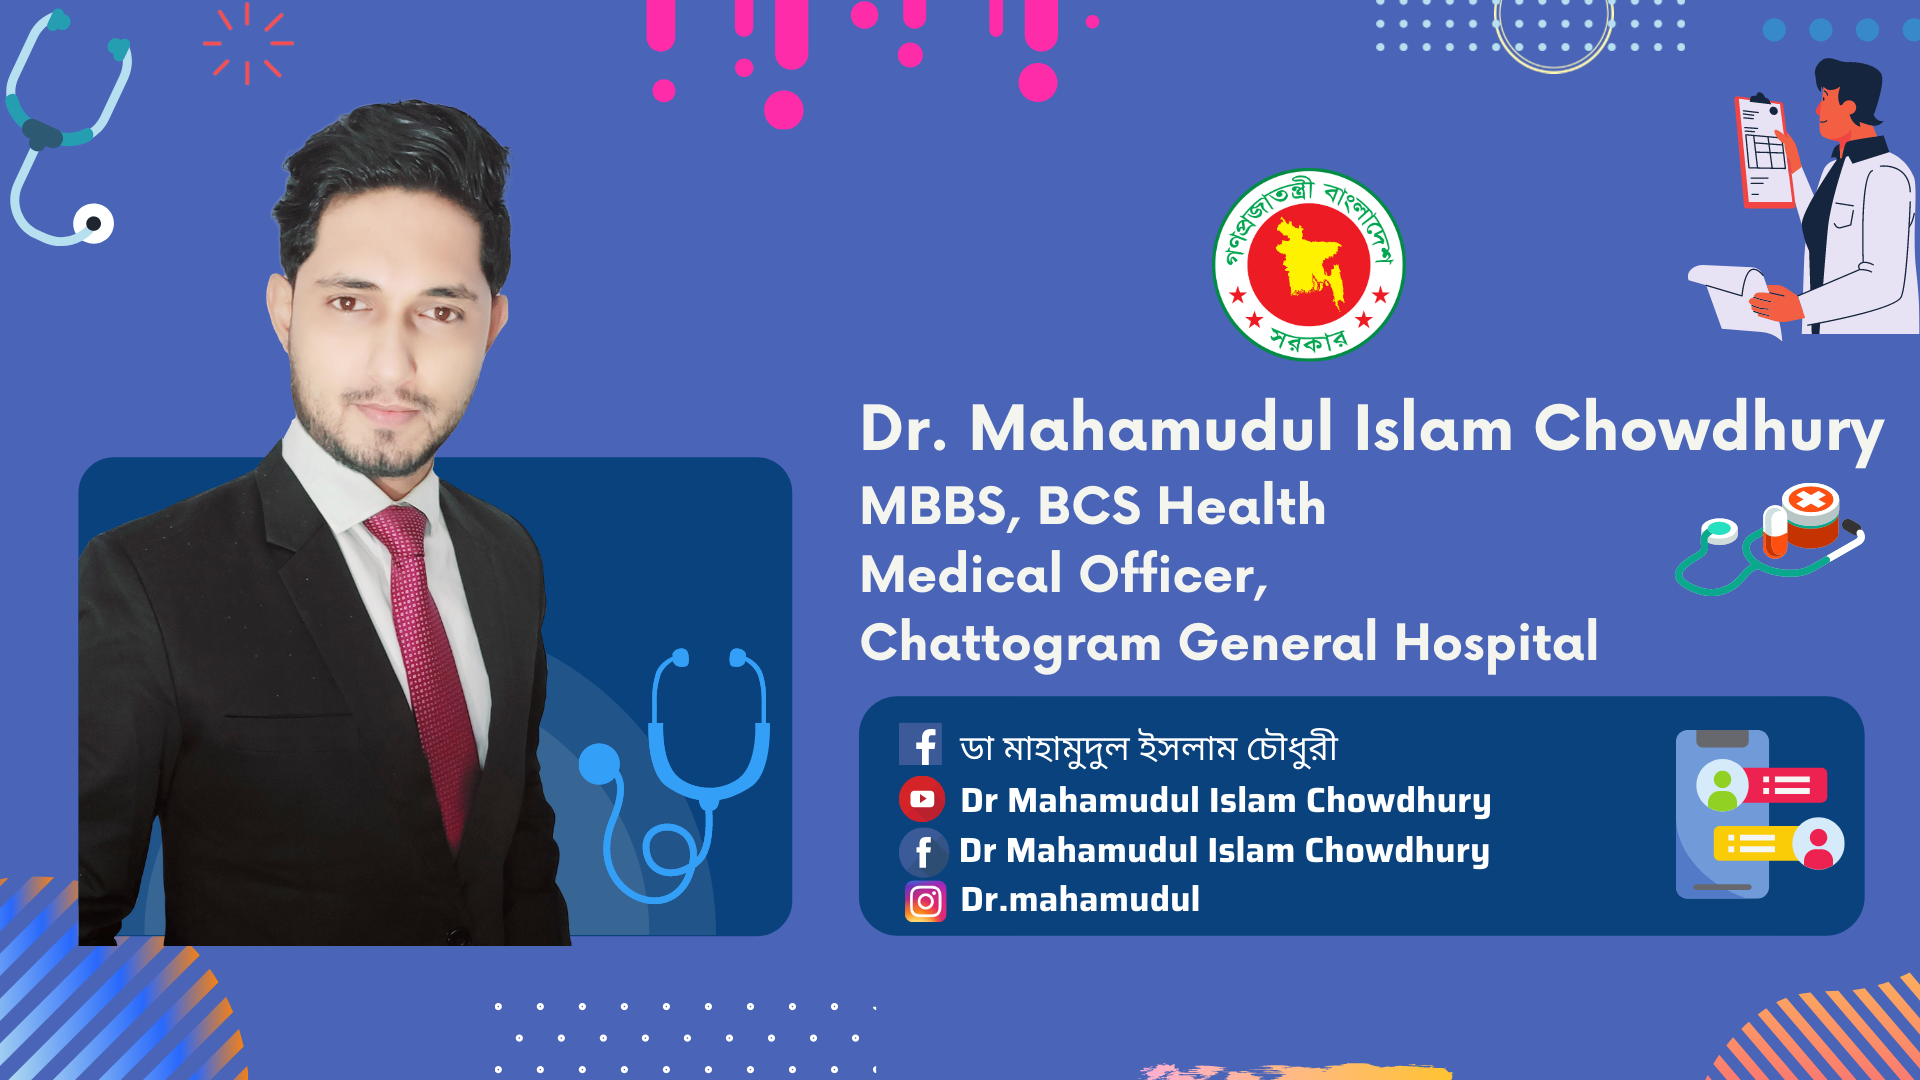 গণপ্রজাতন্ত্রী বাংলাদেশ
সরকার
Dr. Mahamudul Islam Chowdhury
MBBS, BCS Health
Medical Officer,
Chattogram General Hospital
ডা মাহামুদুল ইসলাম চৌধুরী
Dr Mahamudul Islam Chowdhury
Dr Mahamudul Islam Chowdhury
Dr.mahamudul